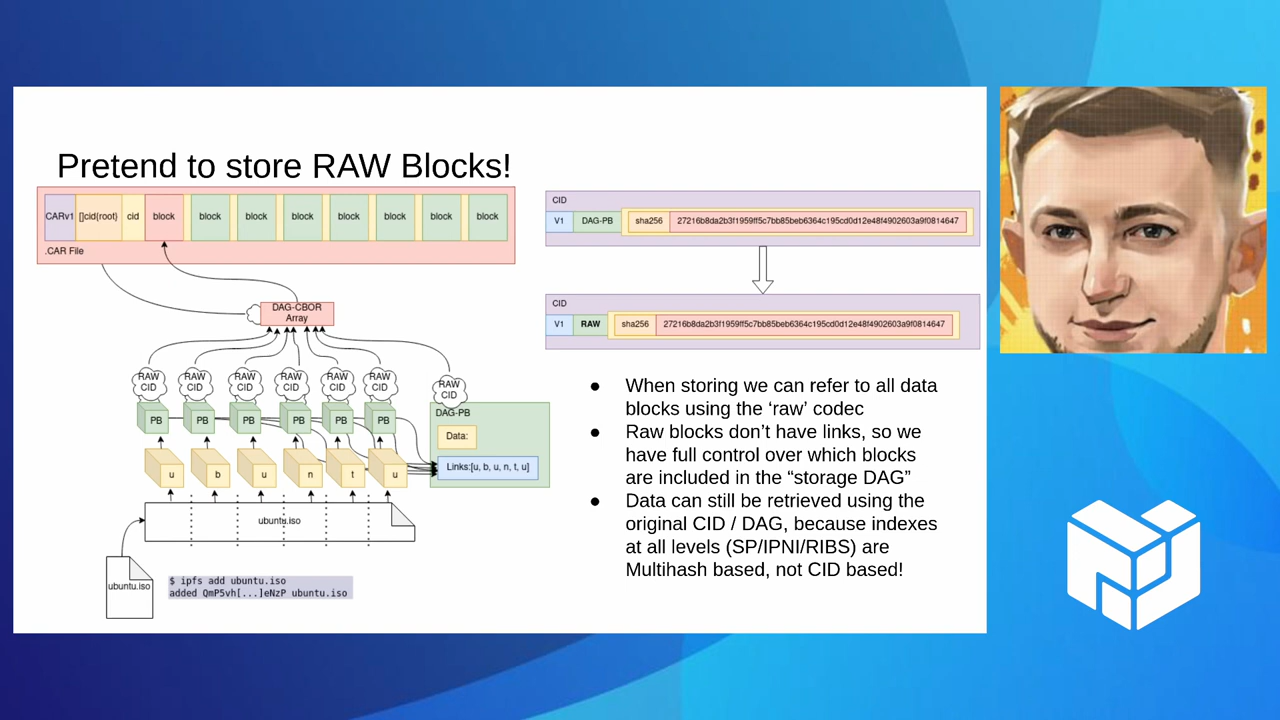 Pretend to store RAW Blocks!
CARv1 []cid(root) cid block block block block block block block block
.CAR File
DAG-CBOR
Array
RAW
CID
RAW
CID
RAW
CID
RAW
CID
RAW
CID
RAW
CID
RAW
CID
PB PB PB PB PB PB
DAG-PB
Data:
Links:[u, b, u, n, t, u]
u b u n t u
ubuntu.iso
ubuntu.iso
$ ipfs add ubuntu.iso
added QmP5vh[...]eNzP ubuntu.iso
CID
V1 DAG-PB sha256 27216b8da2b3f1959ff5c7bb85beb6364c195cd0d12e48f4902603a9f0814647
CID
V1 RAW sha256 27216b8da2b3f1959ff5c7bb85beb6364c195cd0d12e48f4902603a9f0814647
● When storing we can refer to all data
blocks using the ‘raw’ codec
● Raw blocks don’t have links, so we
have full control over which blocks
are included in the “storage DAG”
● Data can still be retrieved using the
original CID / DAG, because indexes
at all levels (SP/IPNI/RIBS) are
Multihash based, not CID based!